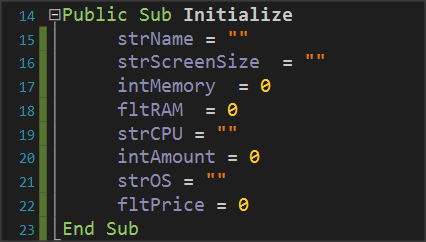 14 Public Sub Initialize
15 strName = ""
16 strScreenSize  = ""
17 intMemory  = 0
18 fltRAM  = 0
19 strCPU = ""
20 intAmount = 0
21 strOS = ""
22 fltPrice = 0
23 End Sub